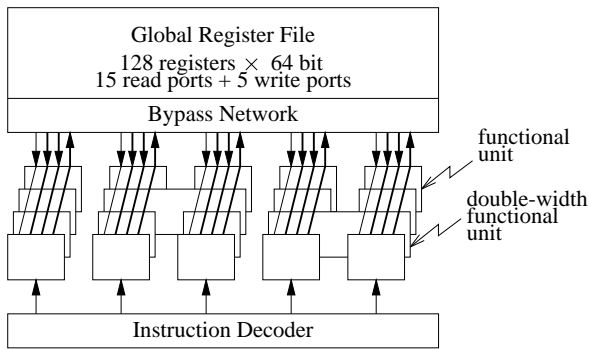 Global Register File
128 registers × 64 bit
15 read ports + 5 write ports
Bypass Network
functional
unit
double-width
functional
unit
Instruction Decoder